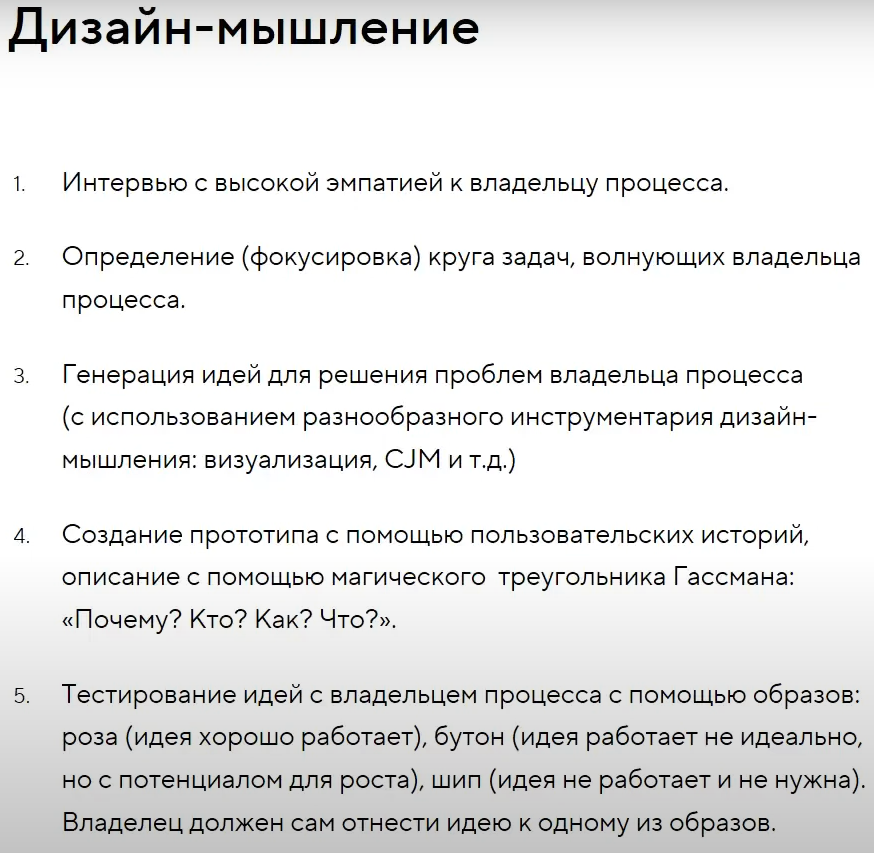 Дизайн-мышление
1. Интервью с высокой эмпатией к владельцу процесса.
2. Определение (фокусировка) круга задач, волнующих владельца
процесса.
3. Генерация идей для решения проблем владельца процесса
(с использованием разнообразного инструментария дизайн-
мышления: визуализация, CJM и т.д.)
4. Создание прототипа с помощью пользовательских историй,
описание с помощью магического треугольника Гассмана:
«Почему? Кто? Как? Что?».
5. Тестирование идей с владельцем процесса с помощью образов:
роза (идея хорошо работает), бутон (идея работает не идеально,
но с потенциалом для роста), шип (идея не работает и не нужна).
Владелец должен сам отнести идею к одному из образов.